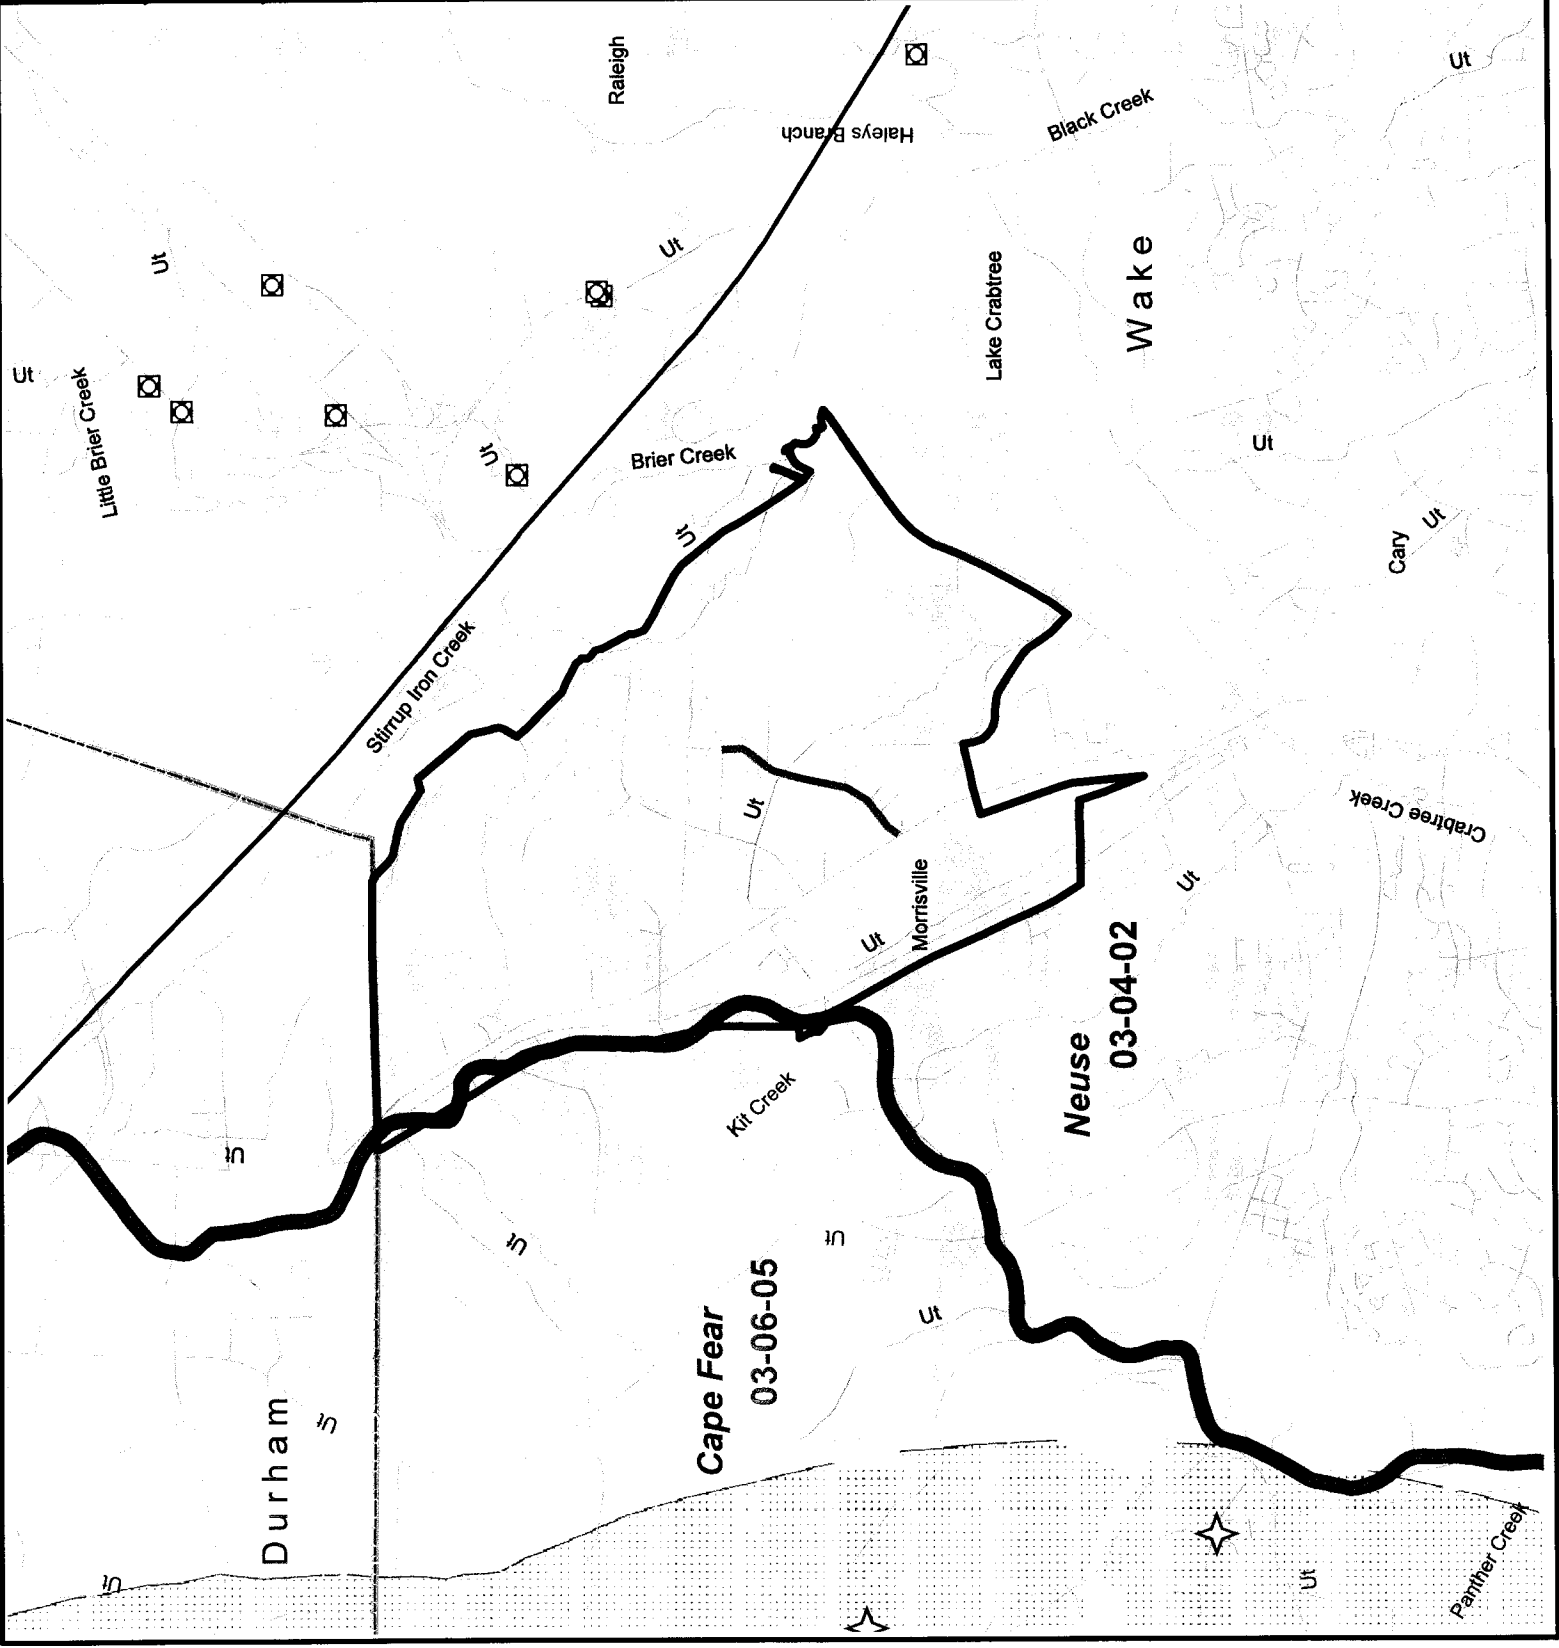 Raleigh
Ut
Haleys Branch
Black Creek
Ut
Ut
Ut
Little Brier Creek
Lake Crabtree
Wake
Ut
Brier Creek
Ut
Ut
Cary
Ut
Stirrup Iron Creek
Ut
Crabtree Creek
Morrisville
Ut
Ut
Neuse
03-04-02
Kit Creek
Ut
Ut
Ut
Cape Fear
03-06-05
Ut
Durham
Ut
Ut
Ut
Panther Creek